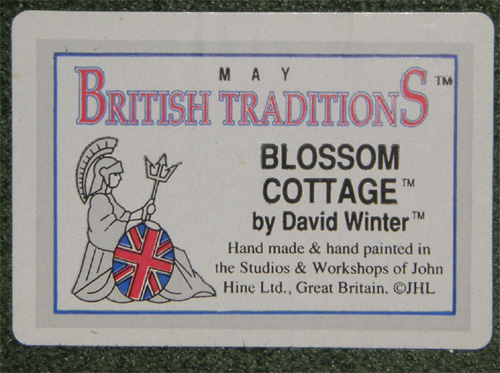 MAY
BRITISH TRADITIONS™
BLOSSOM
COTTAGE™
by David Winter™
Hand made & hand painted in
the Studios & Workshops of John
Hine Ltd., Great Britain. ©JHL